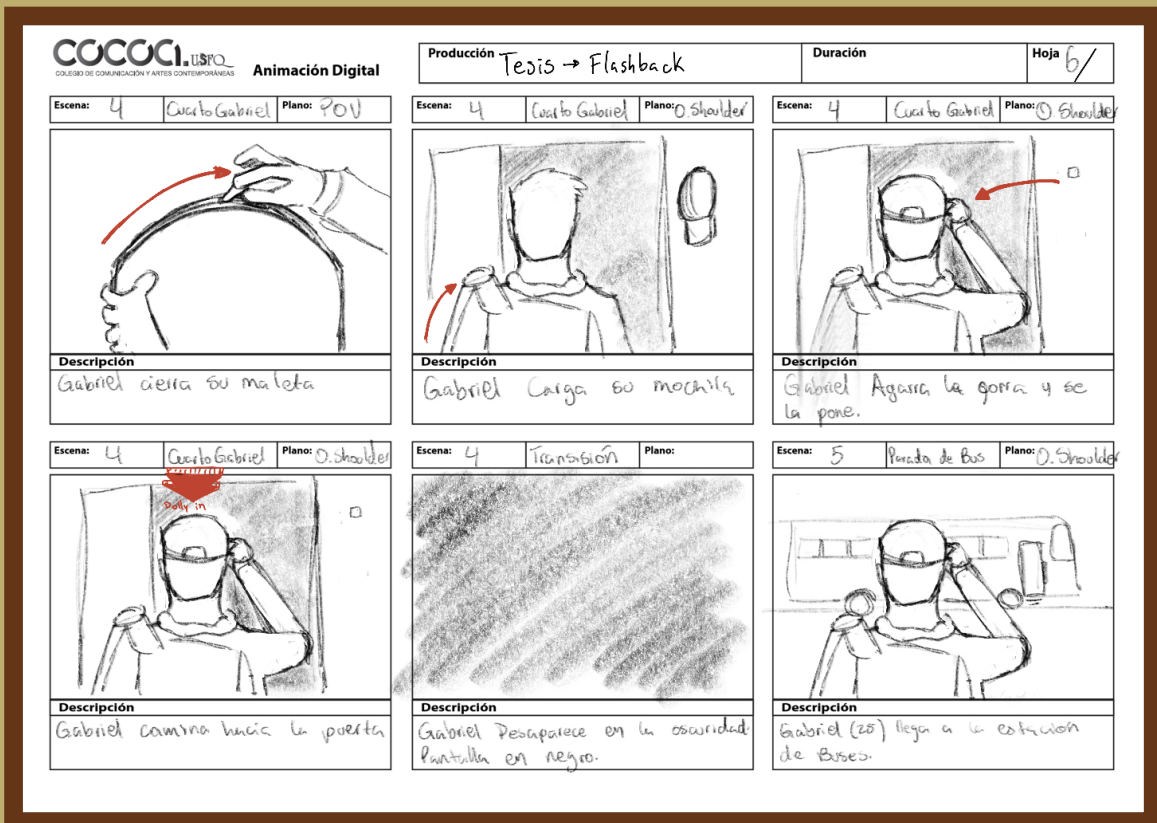 COCOCI.USFQ
COLEGIO DE COMUNICACIÓN Y ARTES CONTEMPORÁNEAS
Animación Digital
Producción Tesis → Flashback
Duración
Hoja 6/
Escena: 4 Cuarto Gabriel Plano: POV
Descripción
Gabriel cierra su maleta
Escena: 4 Cuarto Gabriel Plano: O. Shoulder
Descripción
Gabriel Carga su mochila
Escena: 4 Cuarto Gabriel Plano: O. Shoulder
Descripción
Gabriel Agarra la gorra y se
la pone.
Escena: 4 Cuarto Gabriel Plano: O. Shoulder
Dolly in
Descripción
Gabriel camina hacia la puerta
Escena: 4 Transisión Plano:
Descripción
Gabriel Desaparece en la oscuridad.
Pantalla en negro.
Escena: 5 Parada de Bus Plano: O. Shoulder
Descripción
Gabriel (25) llega a la estación
de Buses.